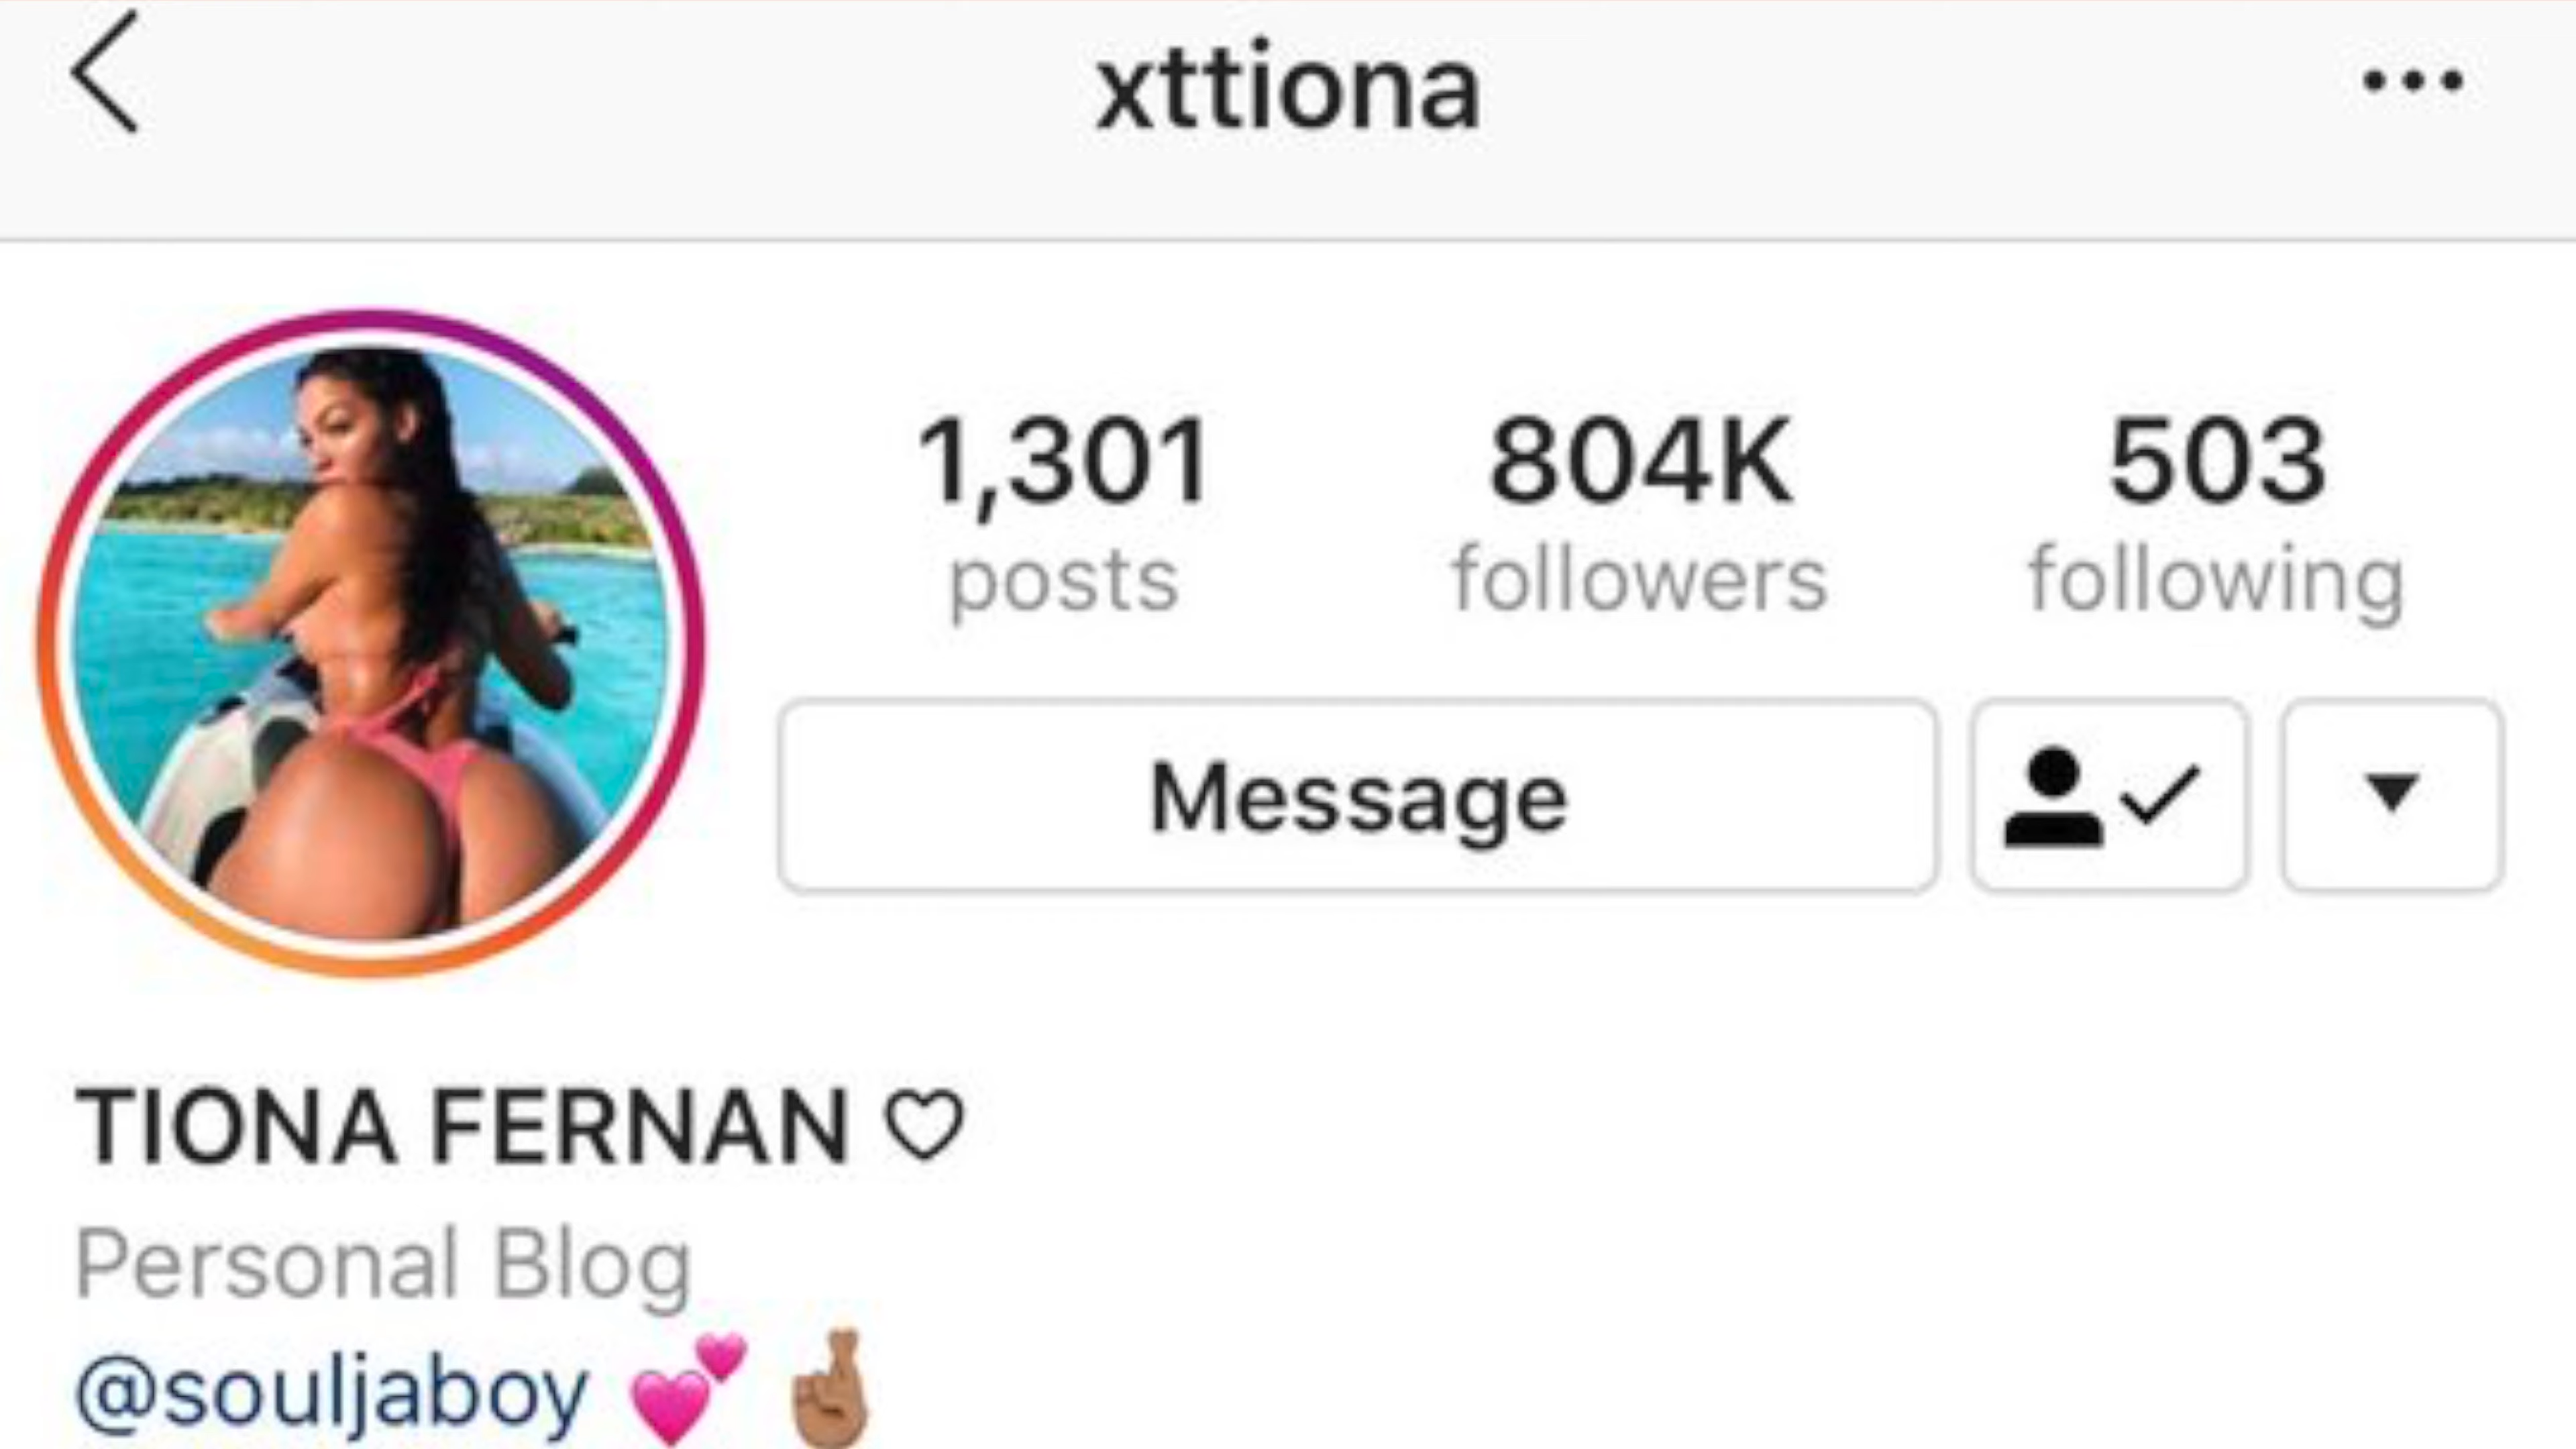 xttiona
1,301 804K 503
posts followers following
Message
TIONA FERNAN ♡
Personal Blog
@souljaboy 💕 🤞🏽